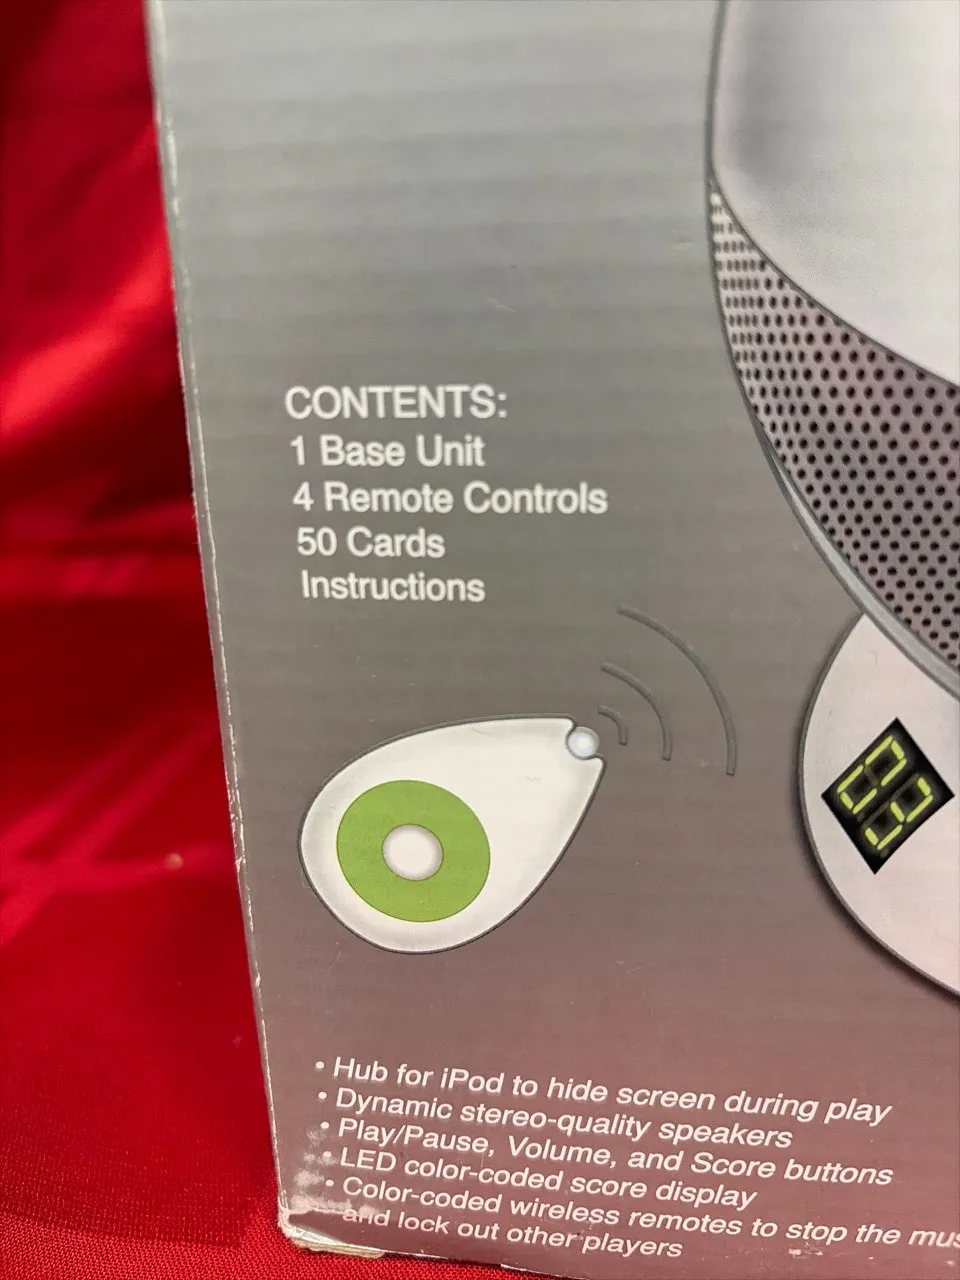 CONTENTS:
1 Base Unit
4 Remote Controls
50 Cards
Instructions
• Hub for iPod to hide screen during play
• Dynamic stereo-quality speakers
• Play/Pause, Volume, and Score buttons
• LED color-coded score display
• Color-coded wireless remotes to stop the
and lock out other players